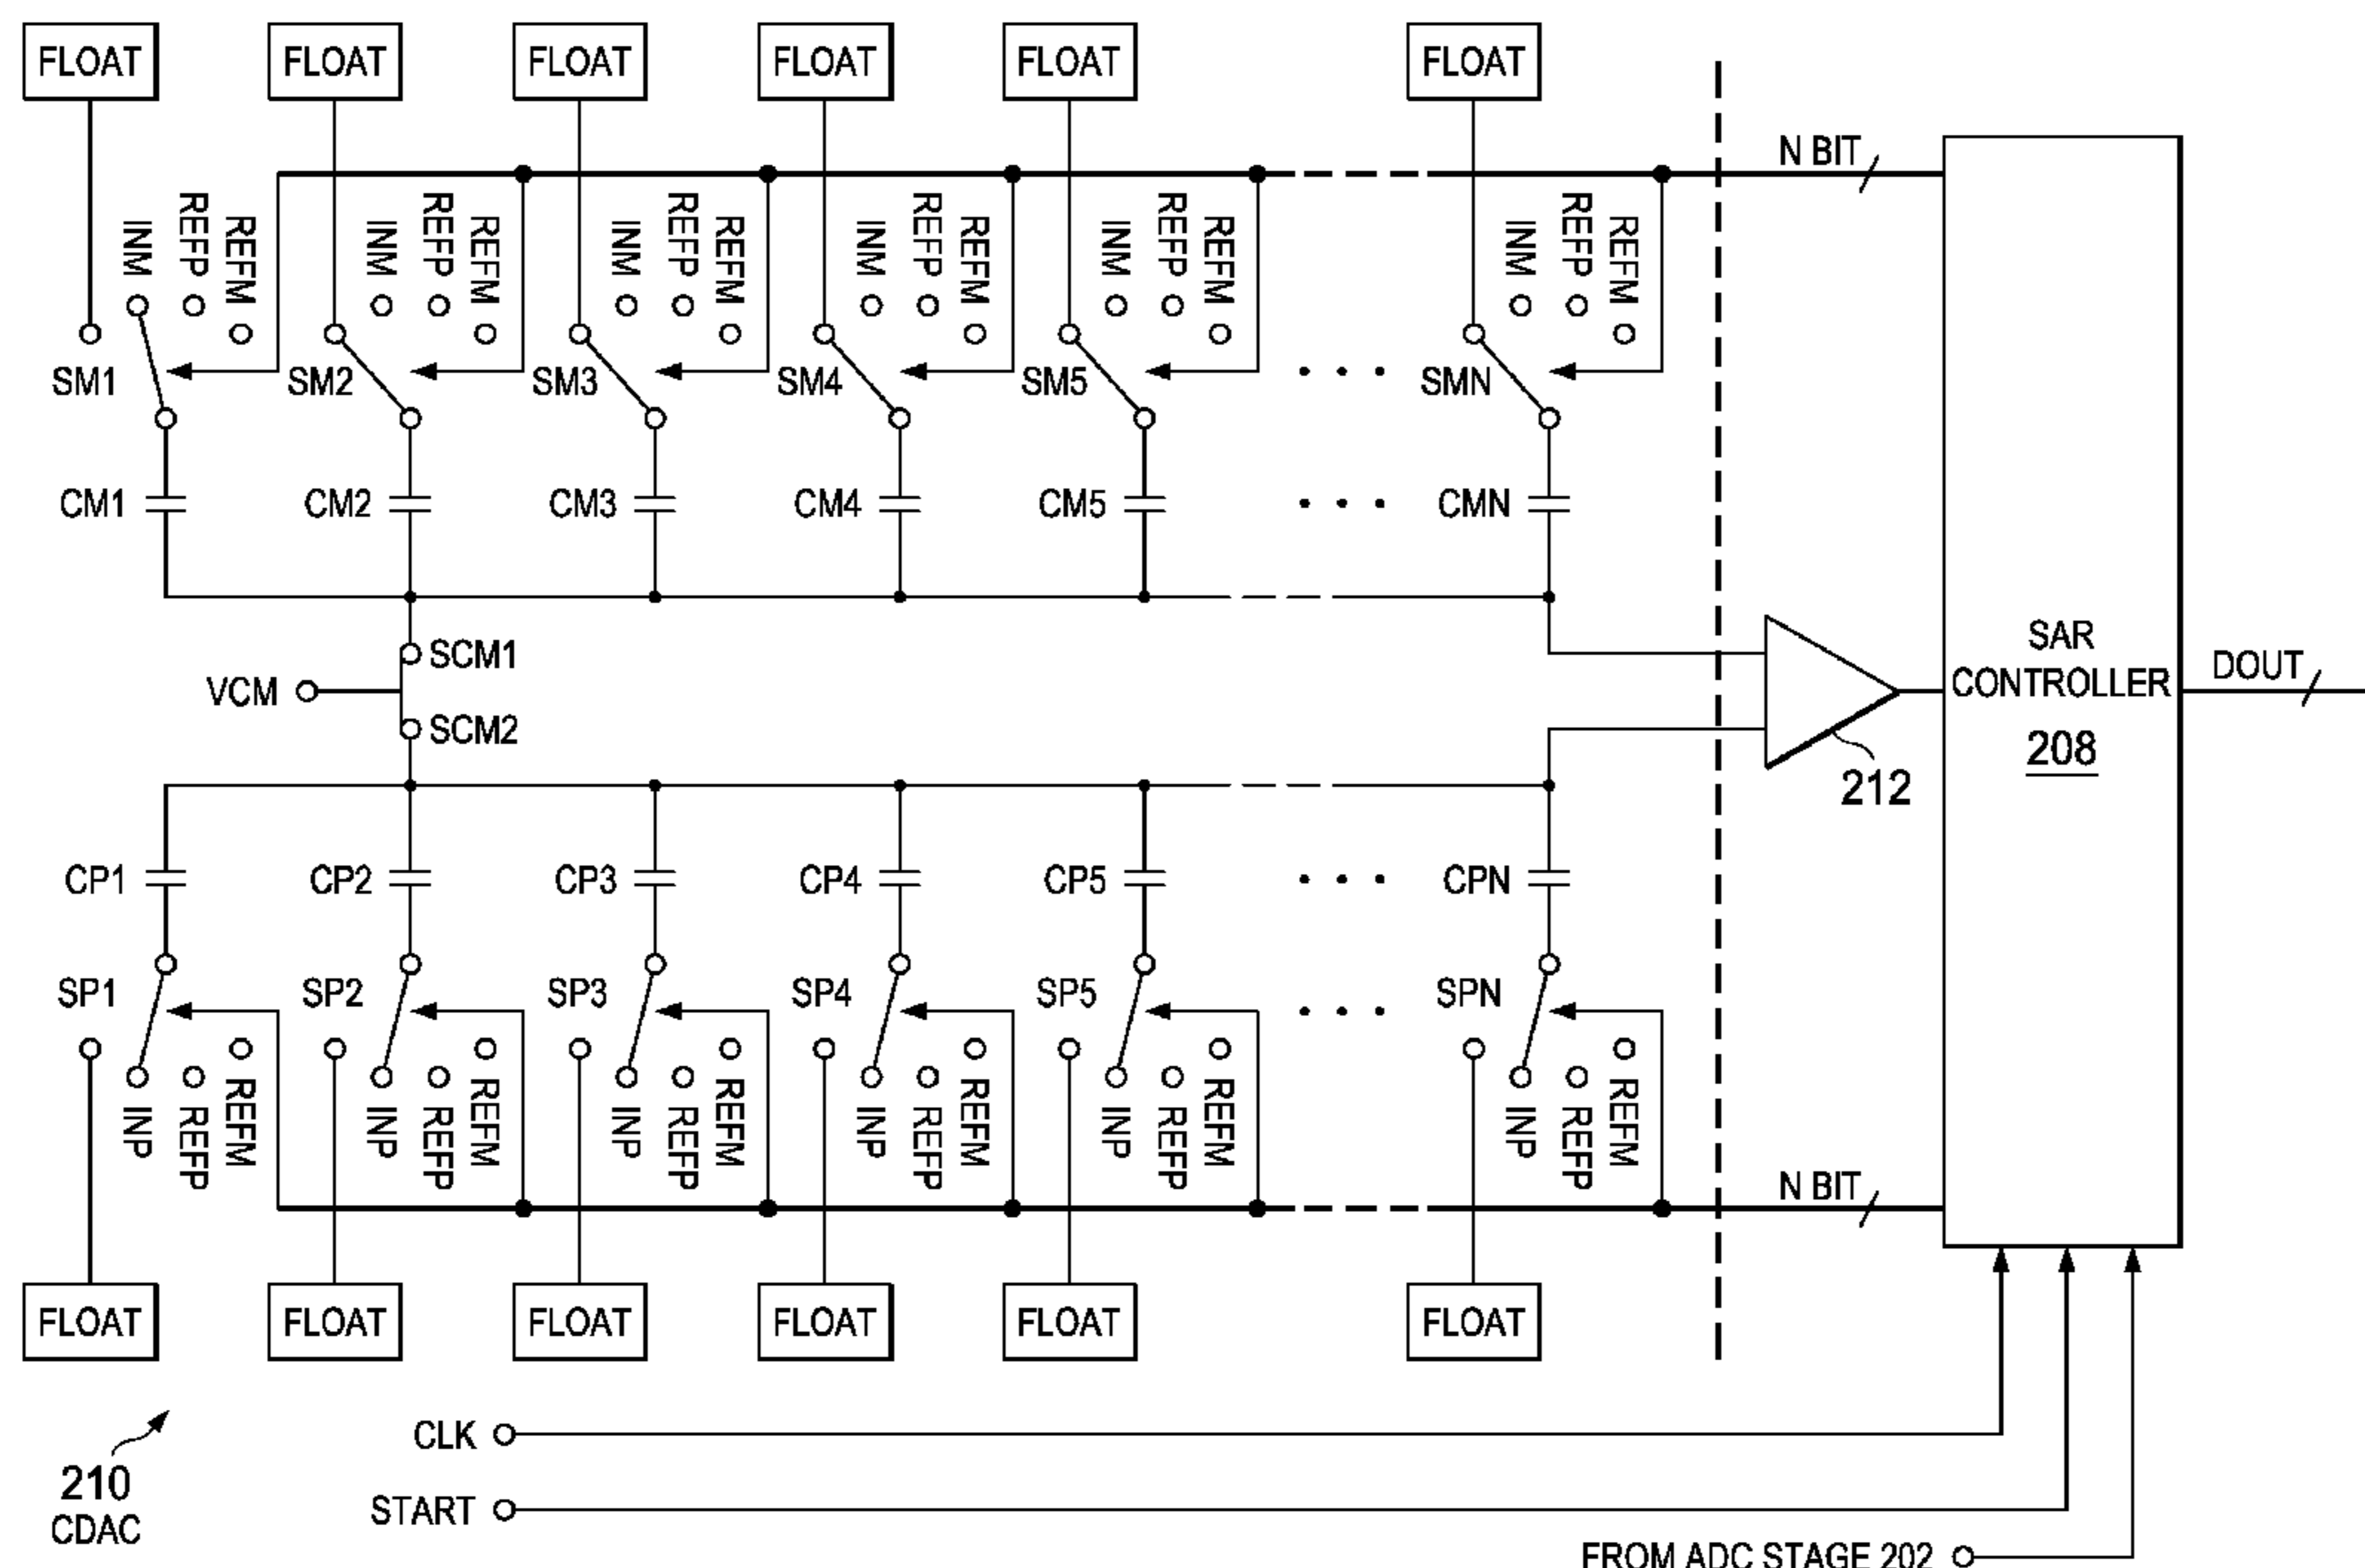 FLOAT FLOAT FLOAT FLOAT FLOAT FLOAT
N BIT
INM REFP REFM INM REFP REFM INM REFP REFM INM REFP REFM INM REFP REFM INM REFP REFM
SM1 SM2 SM3 SM4 SM5 . . . SMN
CM1 CM2 CM3 CM4 CM5 . . . CMN
SCM1
VCM
SCM2
SAR
CONTROLLER
208
DOUT
212
CP1 CP2 CP3 CP4 CP5 . . . CPN
SP1 SP2 SP3 SP4 SP5 . . . SPN
INP REFP REFM INP REFP REFM INP REFP REFM INP REFP REFM INP REFP REFM INP REFP REFM
N BIT
FLOAT FLOAT FLOAT FLOAT FLOAT FLOAT
210
CDAC
CLK
START
FROM ADC STAGE 202